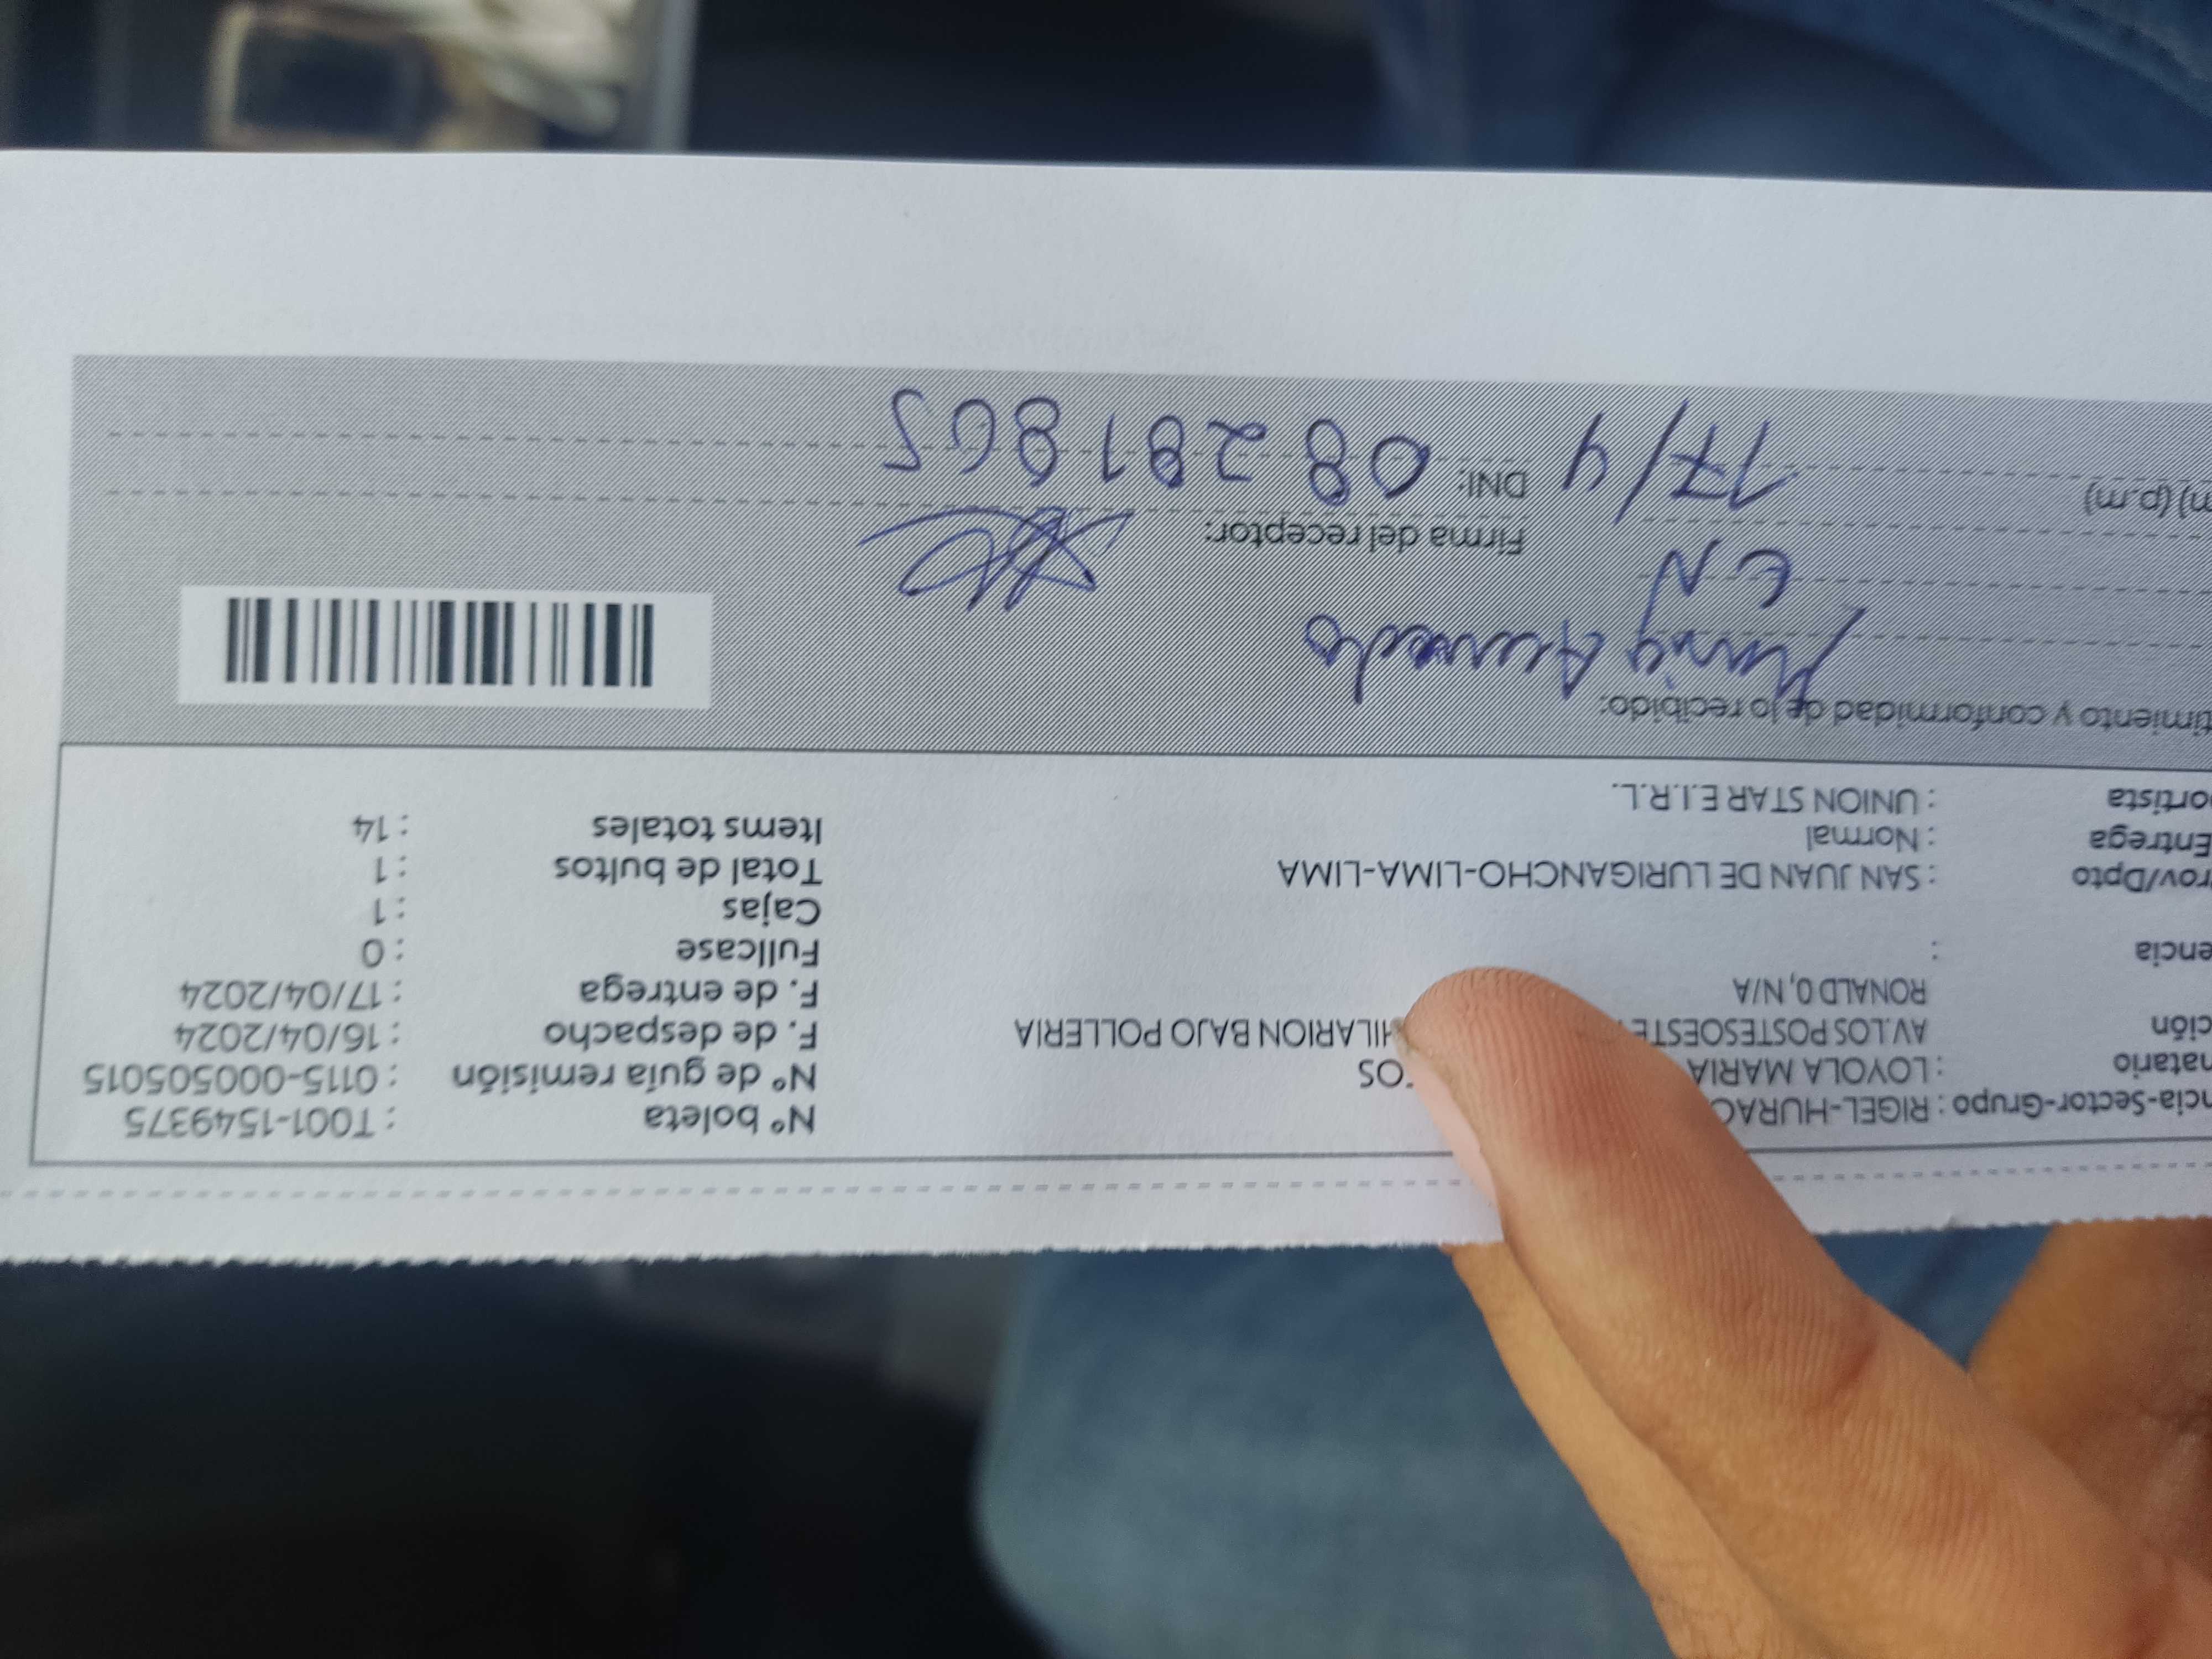 ncia-Sector-Grupo : RIGEL-HURAC
natario : LOYOLA MARIA TOS
ción AV.LOS POSTESOESTE HILARION BAJO POLLERIA
RONALD 0, N/A
encia :
rov/Dpto : SAN JUAN DE LURIGANCHO-LIMA-LIMA
Entrega : Normal
ortista : UNION STAR E.I.R.L.
N° boleta : T001-1549375
N° de guía remisión : 0115-000505015
F. de despacho : 16/04/2024
F. de entrega : 17/04/2024
Fullcase : 0
Cajas : 1
Total de bultos : 1
Items totales : 14
timiento y conformidad de lo recibido:
Acevedo
EN
Firma del receptor:
m) (p.m) 17/4
DNI: 08281865